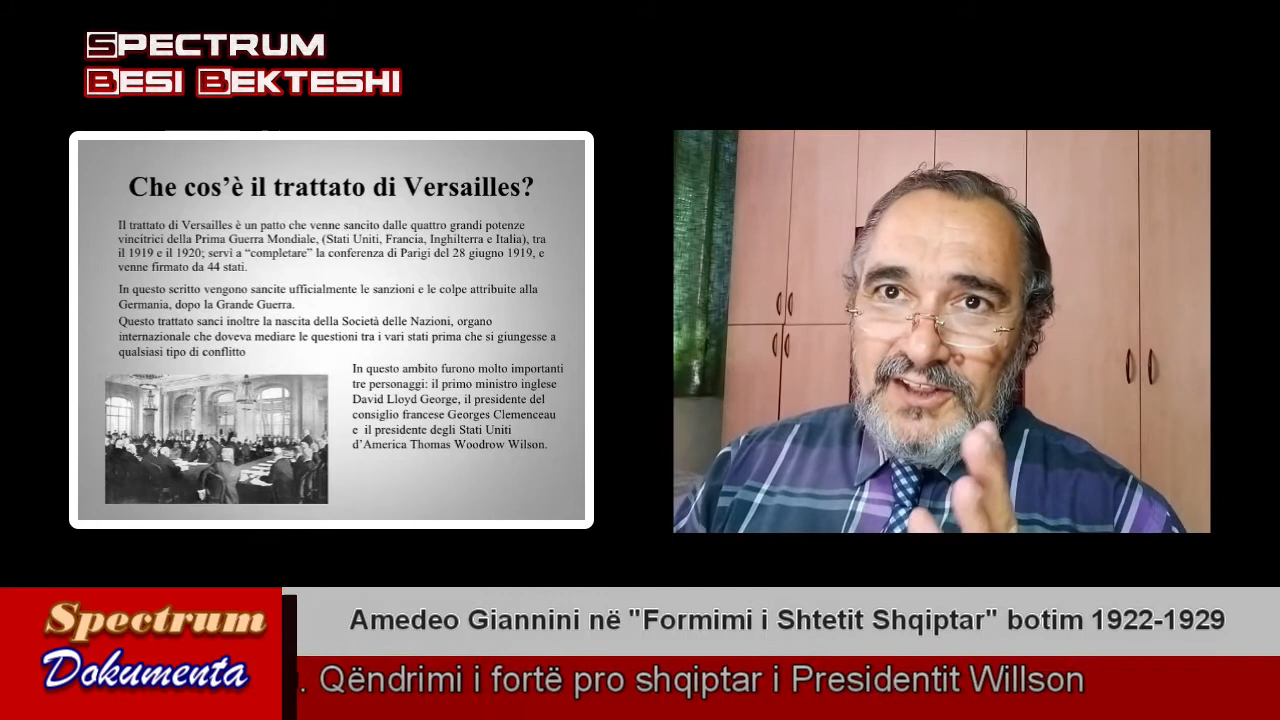 SPECTRUM
BESI BEKTESHI
Che cos'è il trattato di Versailles?
Il trattato di Versailles è un patto che venne sancito dalle quattro grandi potenze
vincitrici della Prima Guerra Mondiale, (Stati Uniti, Francia, Inghilterra e Italia), tra
il 1919 e il 1920; servì a “completare” la conferenza di Parigi del 28 giugno 1919, e
venne firmato da 44 stati.
In questo scritto vengono sancite ufficialmente le sanzioni e le colpe attribuite alla
Germania, dopo la Grande Guerra.
Questo trattato sancì inoltre la nascita della Società delle Nazioni, organo
internazionale che doveva mediare le questioni tra i vari stati prima che si giungesse a
qualsiasi tipo di conflitto
In questo ambito furono molto importanti
tre personaggi: il primo ministro inglese
David Lloyd George, il presidente del
consiglio francese Georges Clemenceau
e il presidente degli Stati Uniti
d'America Thomas Woodrow Wilson.
Spectrum
Dokumenta
Amedeo Giannini në "Formimi i Shtetit Shqiptar" botim 1922-1929
. Qëndrimi i fortë pro shqiptar i Presidentit Willson